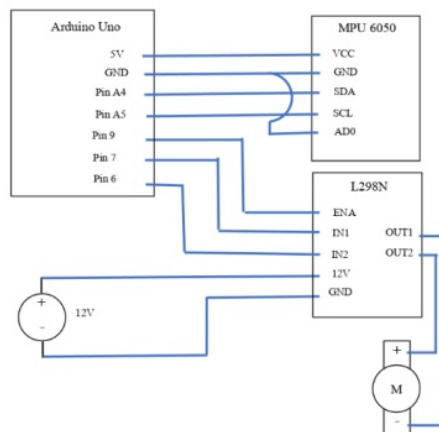 Arduino Uno
5V
GND
Pin A4
Pin A5
Pin 9
Pin 7
Pin 6
MPU 6050
VCC
GND
SDA
SCL
AD0
L298N
ENA
IN1
IN2
12V
GND
OUT1
OUT2
+
-
12V
+
M
-